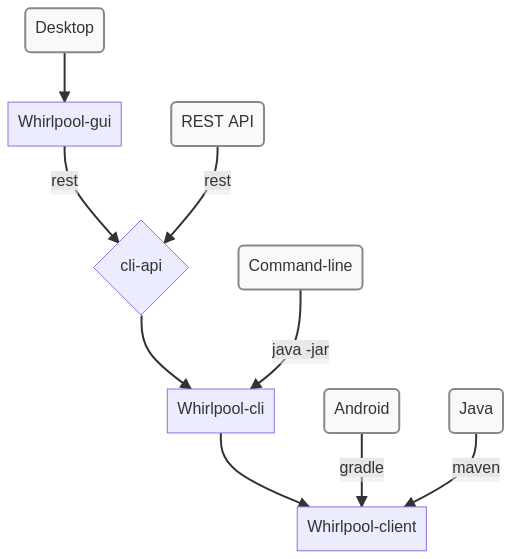 Desktop
Whirlpool-gui
REST API
rest
rest
cli-api
Command-line
java -jar
Whirlpool-cli
Android
Java
gradle
maven
Whirlpool-client